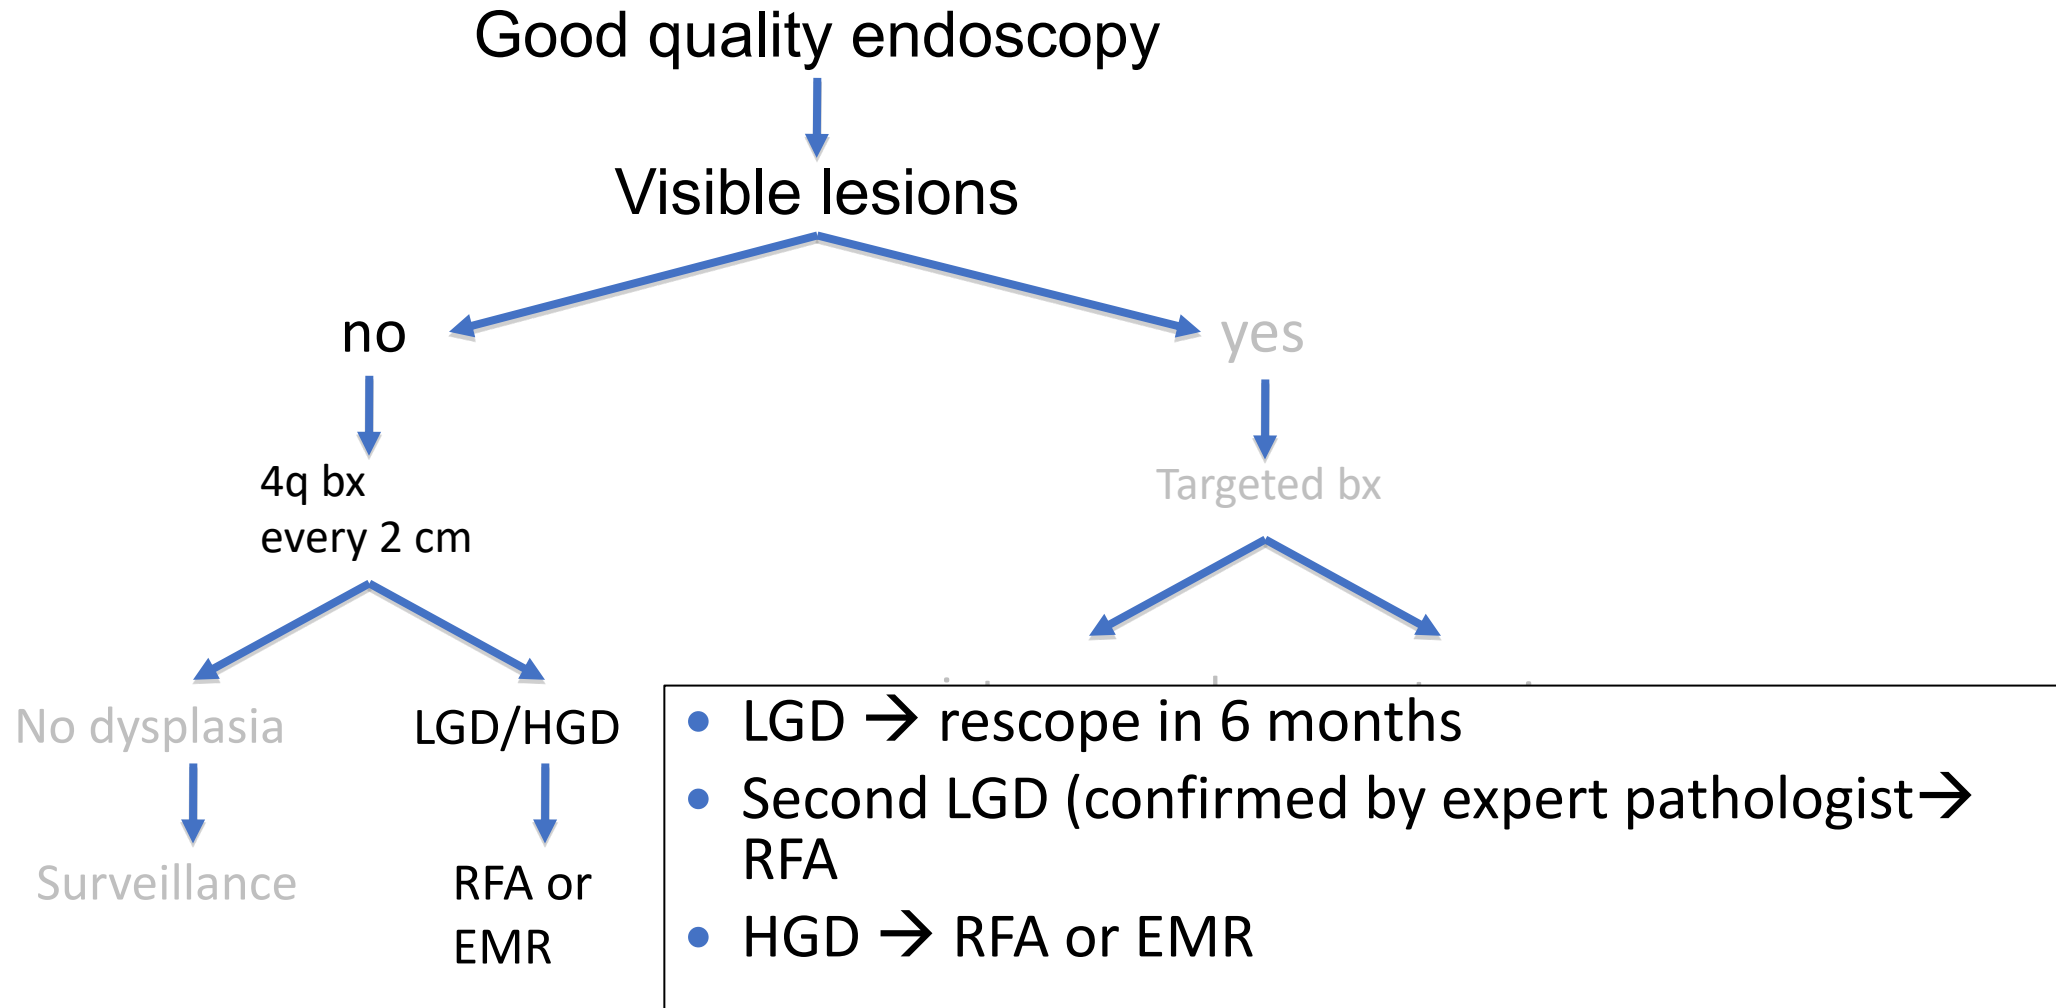 Good quality endoscopy
Visible lesions
no
yes
4q bx
every 2 cm
Targeted bx
No dysplasia
LGD/HGD
Surveillance
RFA or
EMR
• LGD → rescope in 6 months
• Second LGD (confirmed by expert pathologist→
RFA
• HGD → RFA or EMR